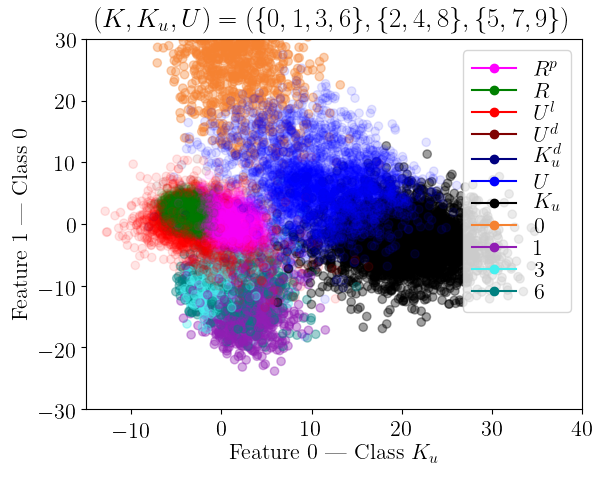 (K, K_u, U) = ({0, 1, 3, 6}, {2, 4, 8}, {5, 7, 9})
30
20
10
0
−10
−20
−30
Feature 1 — Class 0
R^p
R
U^l
U^d
K_u^d
U
K_u
0
1
3
6
−10
0
10
20
30
40
Feature 0 — Class K_u